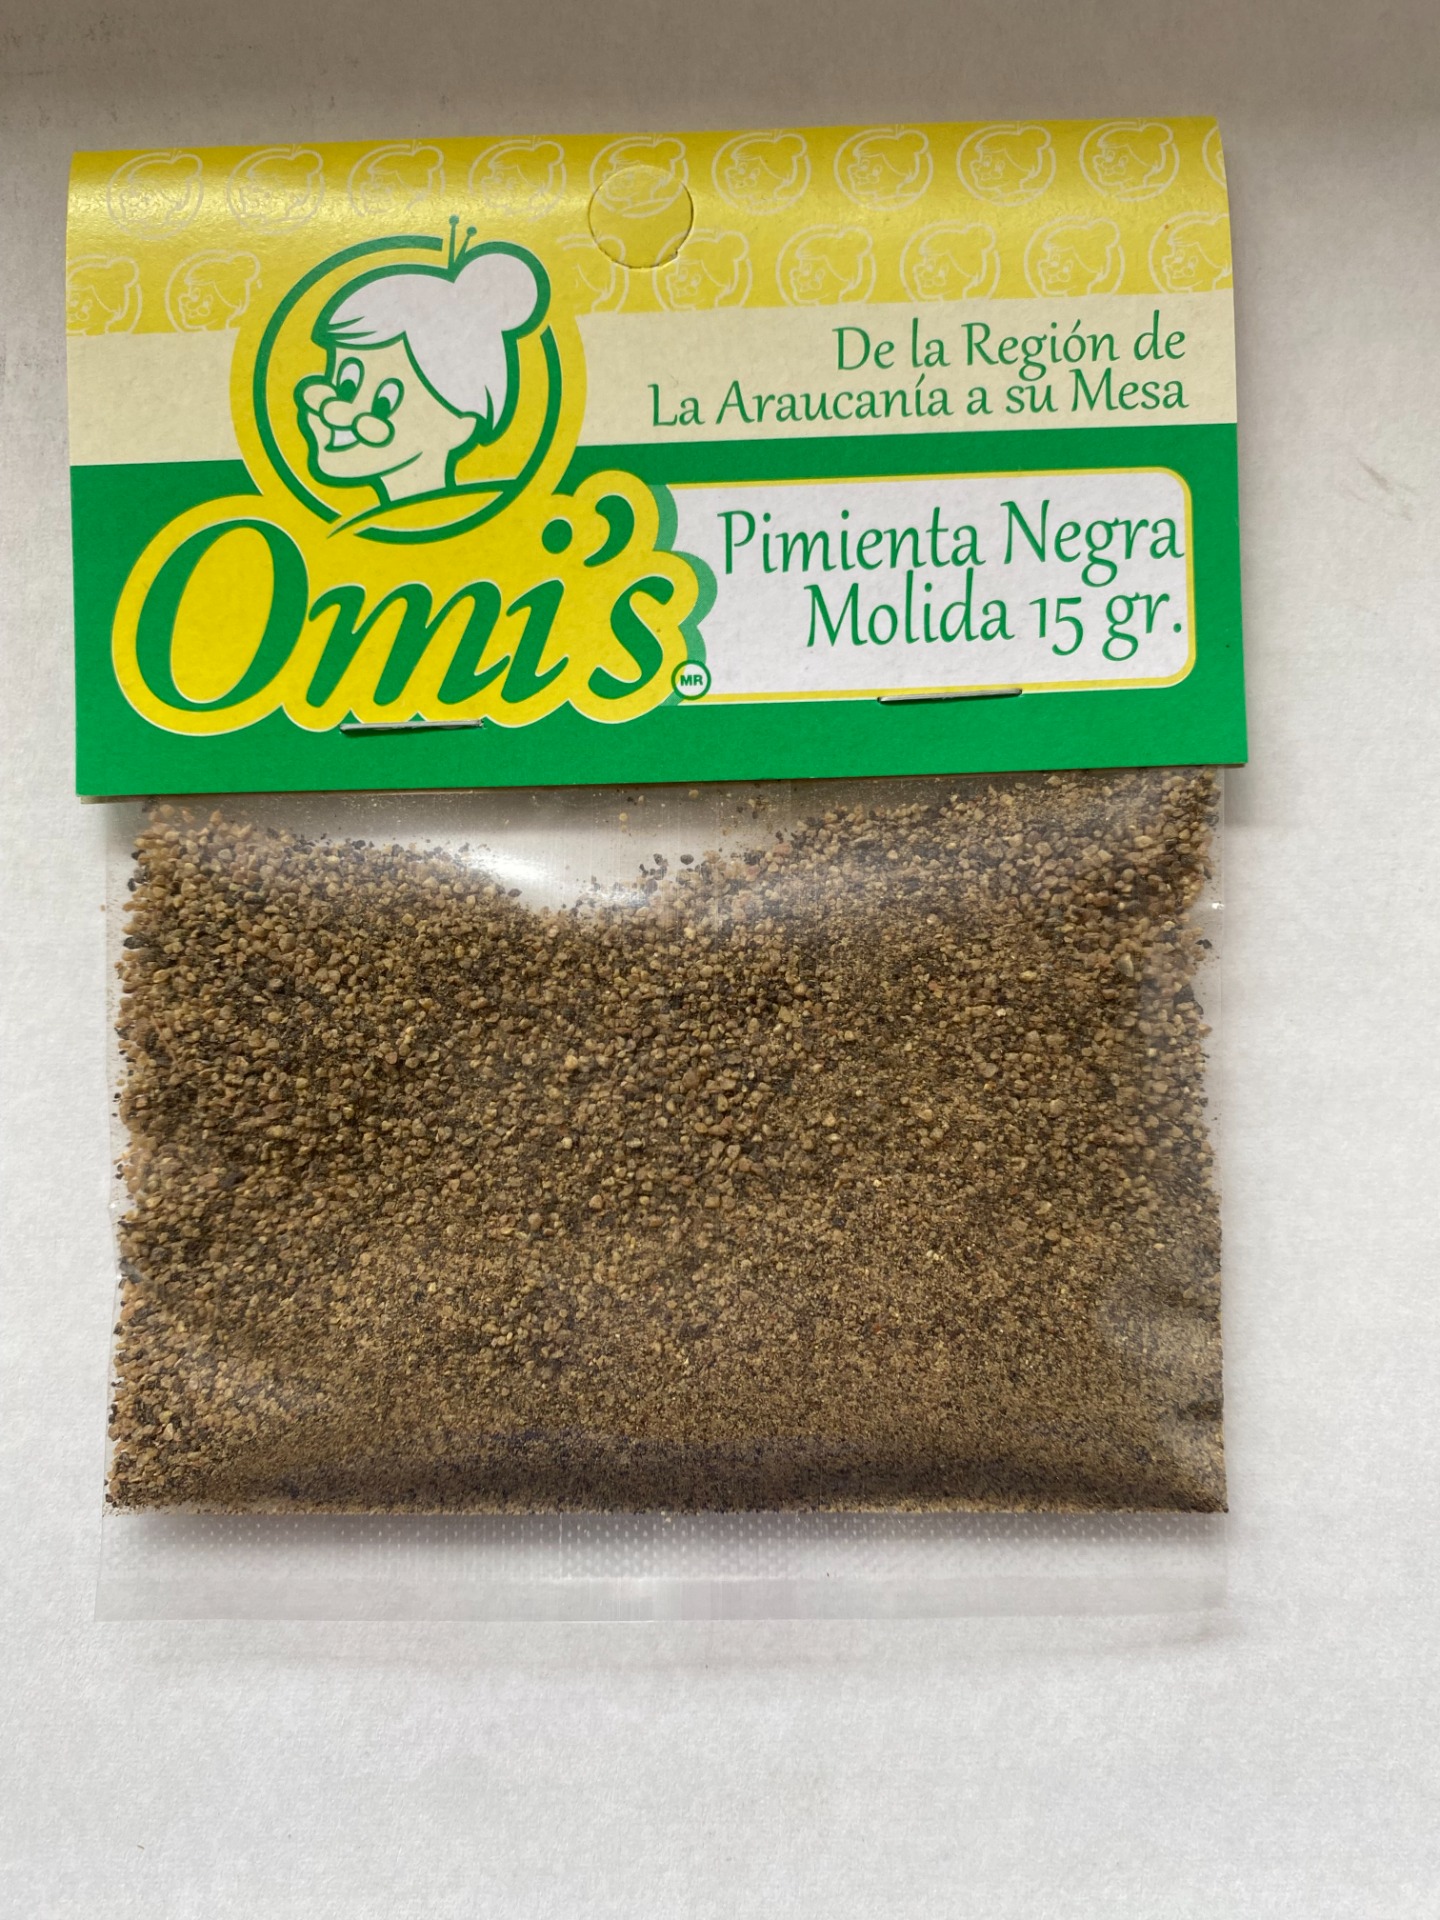 De la Región de
La Araucanía a su Mesa
Omi's
MR
Pimienta Negra
Molida 15 gr.